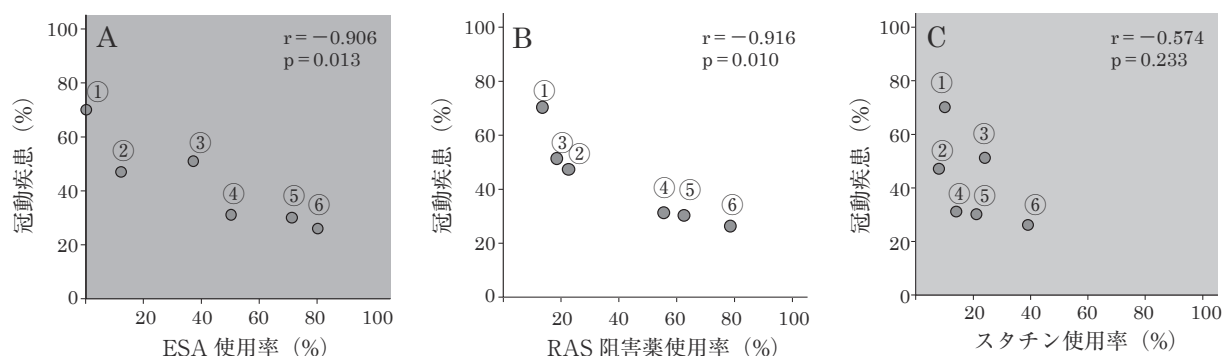 A
r=−0.906
p=0.013
冠動疾患 (%)
100
80
60
40
20
0
① ② ③ ④ ⑤ ⑥
20 40 60 80 100
ESA 使用率 (%)
B
r=−0.916
p=0.010
冠動疾患 (%)
100
80
60
40
20
0
① ③ ② ④ ⑤ ⑥
20 40 60 80 100
RAS 阻害薬使用率 (%)
C
r=−0.574
p=0.233
冠動疾患 (%)
100
80
60
40
20
0
① ② ③ ④ ⑤ ⑥
20 40 60 80 100
スタチン使用率 (%)